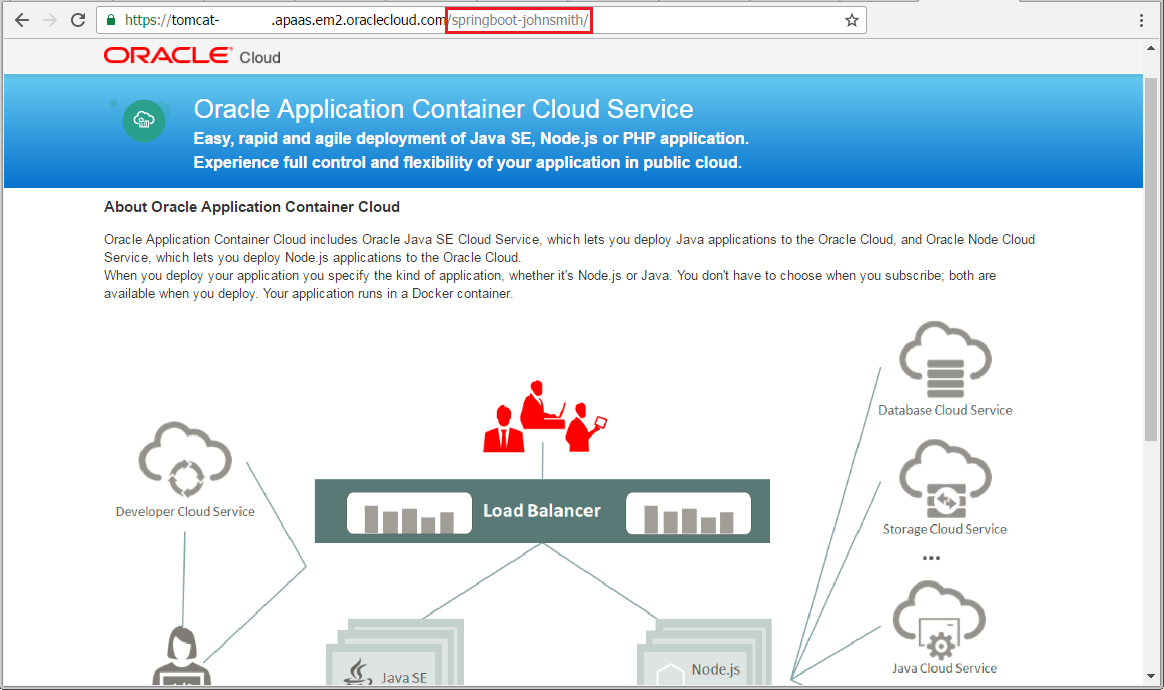 https://tomcat- .apaas.em2.oraclecloud.com/springboot-johnsmith/
ORACLE® Cloud
Oracle Application Container Cloud Service
Easy, rapid and agile deployment of Java SE, Node.js or PHP application.
Experience full control and flexibility of your application in public cloud.
About Oracle Application Container Cloud
Oracle Application Container Cloud includes Oracle Java SE Cloud Service, which lets you deploy Java applications to the Oracle Cloud, and Oracle Node Cloud
Service, which lets you deploy Node.js applications to the Oracle Cloud.
When you deploy your application you specify the kind of application, whether it's Node.js or Java. You don't have to choose when you subscribe; both are
available when you deploy. Your application runs in a Docker container.
Database Cloud Service
Developer Cloud Service
Load Balancer
Storage Cloud Service
...
Java SE
Node.js
Java Cloud Service